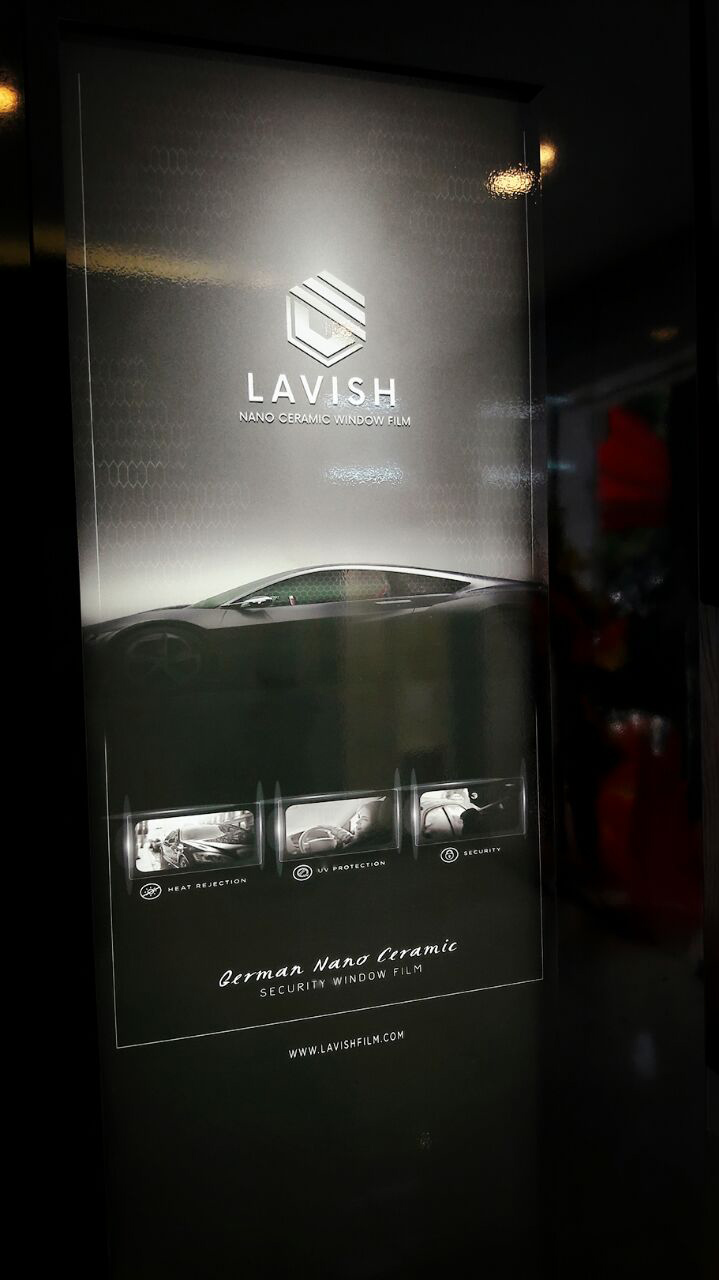 LAVISH
NANO CERAMIC WINDOW FILM
HEAT REJECTION
UV PROTECTION
SECURITY
German Nano Ceramic
SECURITY WINDOW FILM
WWW.LAVISHFILM.COM